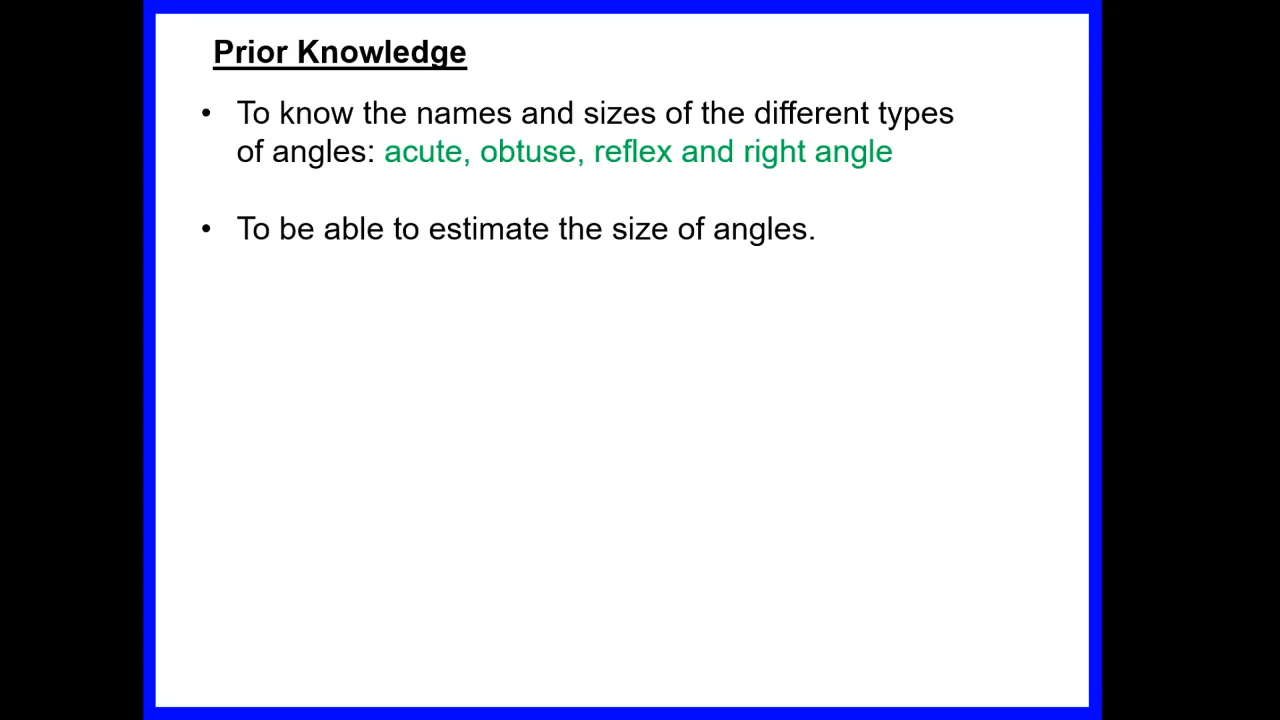 Prior Knowledge
• To know the names and sizes of the different types
of angles: acute, obtuse, reflex and right angle
• To be able to estimate the size of angles.